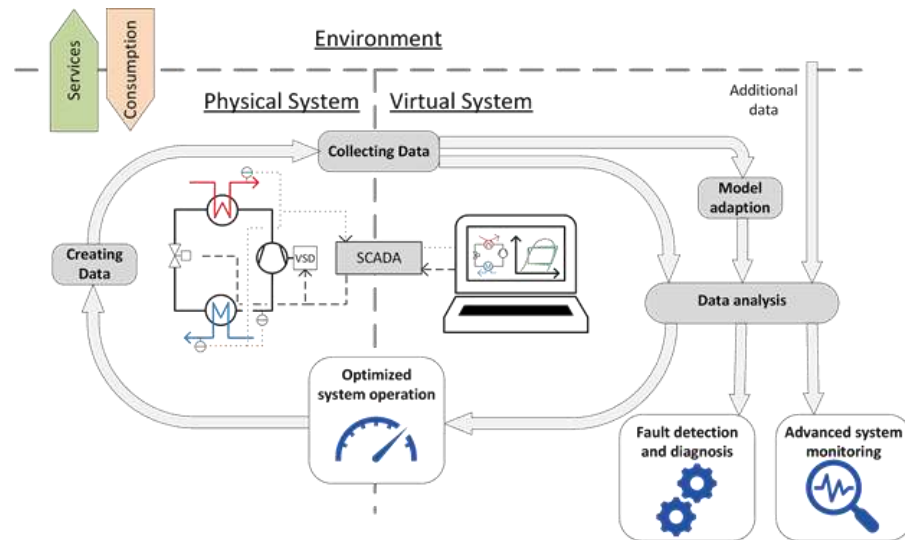 Services
Consumption
Environment
Physical System
Virtual System
Additional
data
Collecting Data
Model
adaption
Creating
Data
VSD
SCADA
Data analysis
Optimized
system operation
Fault detection
and diagnosis
Advanced system
monitoring